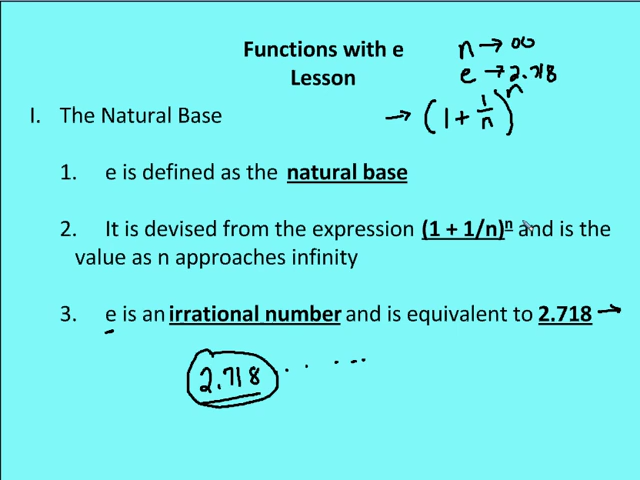 Functions with e
Lesson
n → ∞
e → 2.718
→ (1 + 1/n)^n
I. The Natural Base
1. e is defined as the natural base
2. It is devised from the expression (1 + 1/n)^n and is the
value as n approaches infinity
3. e is an irrational number and is equivalent to 2.718 →
2.718 . . . . .